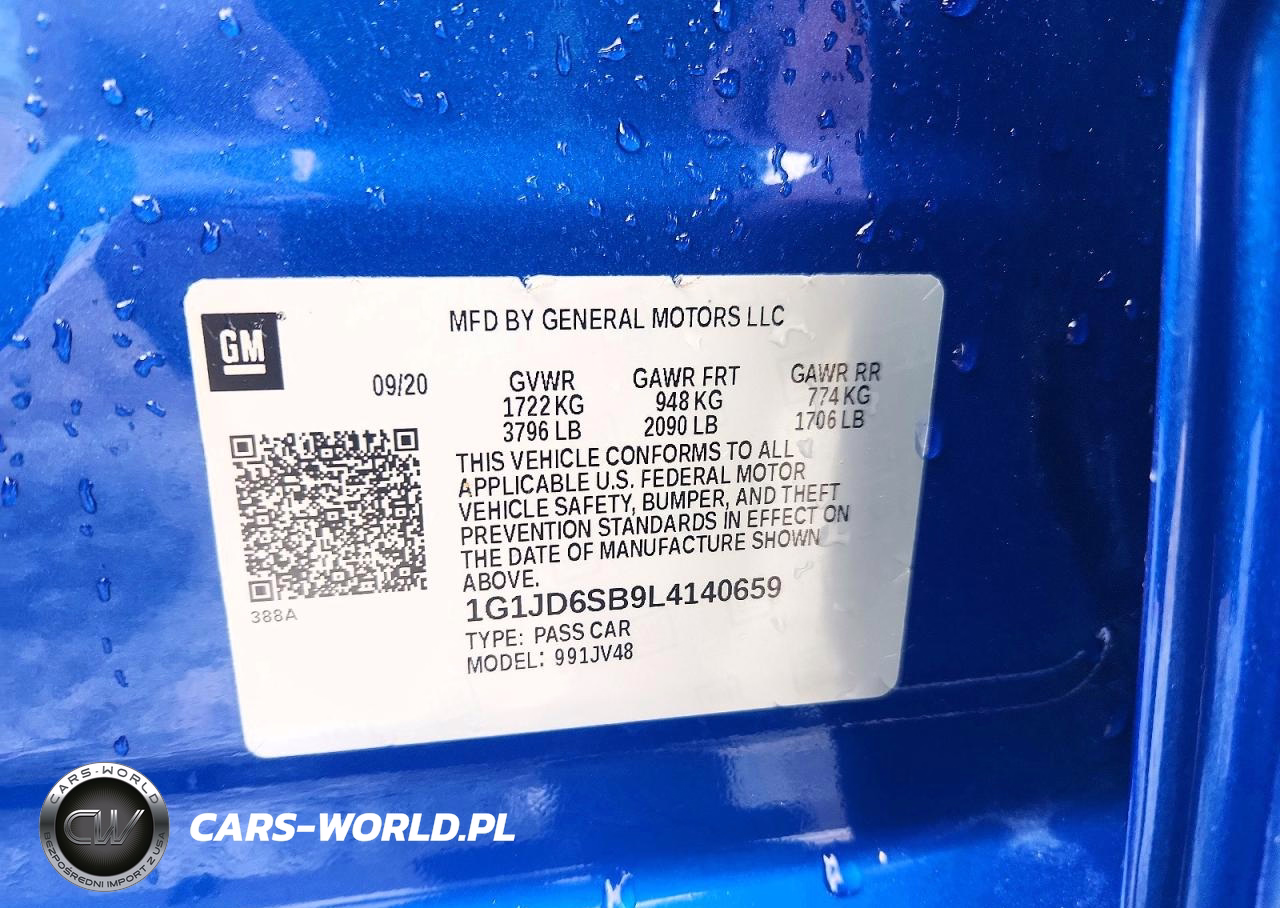 MFD BY GENERAL MOTORS LLC
GM
09/20
GVWR GAWR FRT GAWR RR
1722 KG 948 KG 774 KG
3796 LB 2090 LB 1706 LB
THIS VEHICLE CONFORMS TO ALL
APPLICABLE U.S. FEDERAL MOTOR
VEHICLE SAFETY, BUMPER, AND THEFT
PREVENTION STANDARDS IN EFFECT ON
THE DATE OF MANUFACTURE SHOWN
ABOVE.
388A
1G1JD6SB9L4140659
TYPE: PASS CAR
MODEL: 991JV48
CARS-WORLD
CW
BEZPOŚREDNI IMPORT Z USA
CARS-WORLD.PL